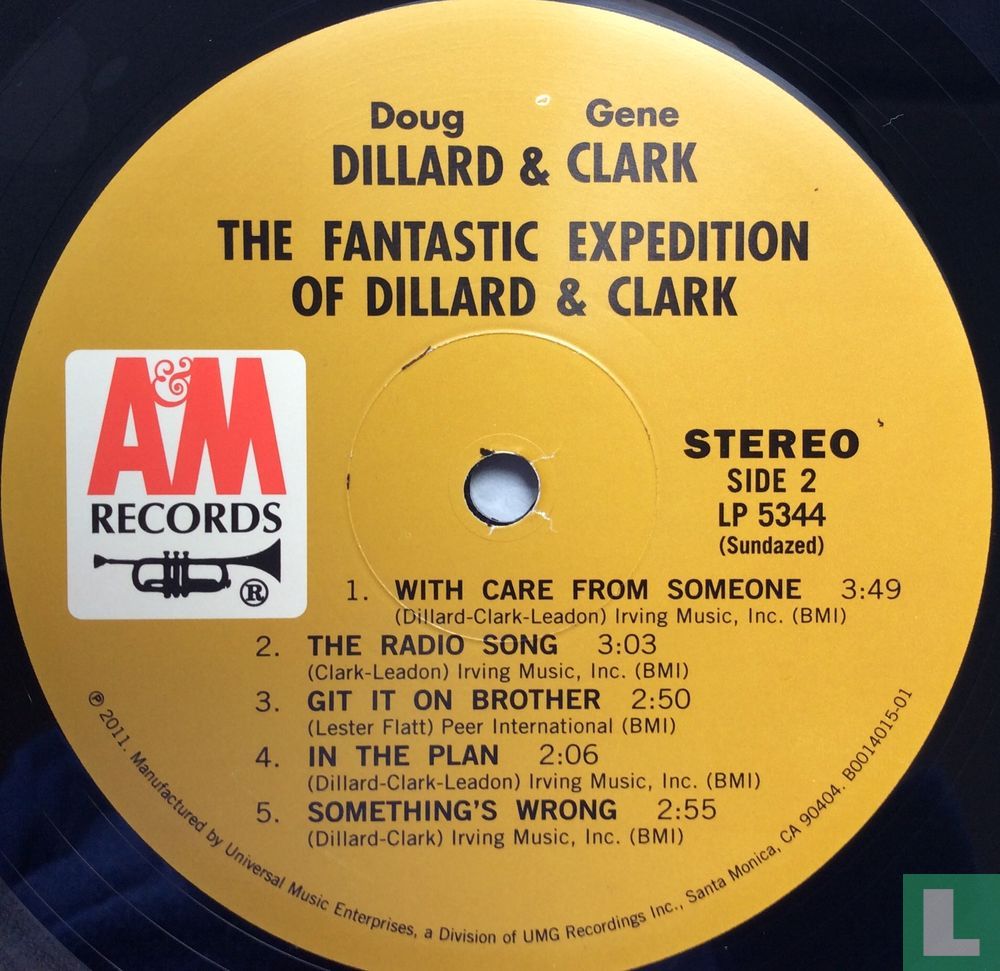 Doug Gene
DILLARD & CLARK
THE FANTASTIC EXPEDITION
OF DILLARD & CLARK
A&M
RECORDS
®
STEREO
SIDE 2
LP 5344
(Sundazed)
1. WITH CARE FROM SOMEONE 3:49
(Dillard-Clark-Leadon) Irving Music, Inc. (BMI)
2. THE RADIO SONG 3:03
(Clark-Leadon) Irving Music, Inc. (BMI)
3. GIT IT ON BROTHER 2:50
(Lester Flatt) Peer International (BMI)
4. IN THE PLAN 2:06
(Dillard-Clark-Leadon) Irving Music, Inc. (BMI)
5. SOMETHING'S WRONG 2:55
(Dillard-Clark) Irving Music, Inc. (BMI)
℗ 2011. Manufactured by Universal Music Enterprises, a Division of UMG Recordings Inc., Santa Monica, CA 90404. B0014015-01
L